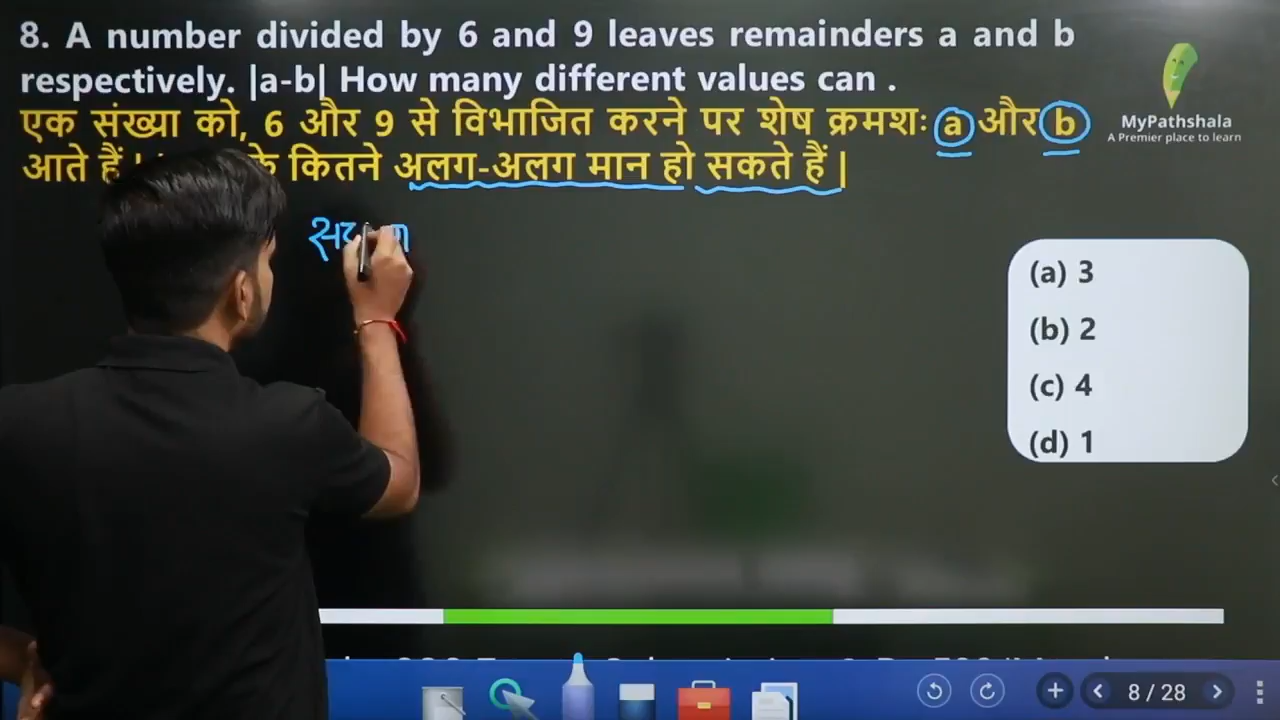 8. A number divided by 6 and 9 leaves remainders a and b
respectively. |a-b| How many different values can .
एक संख्या को, 6 और 9 से विभाजित करने पर शेष क्रमशः a और b
आते हैं कितने अलग-अलग मान हो सकते हैं |
MyPathshala
A Premier place to learn
(a) 3
(b) 2
(c) 4
(d) 1
8 / 28